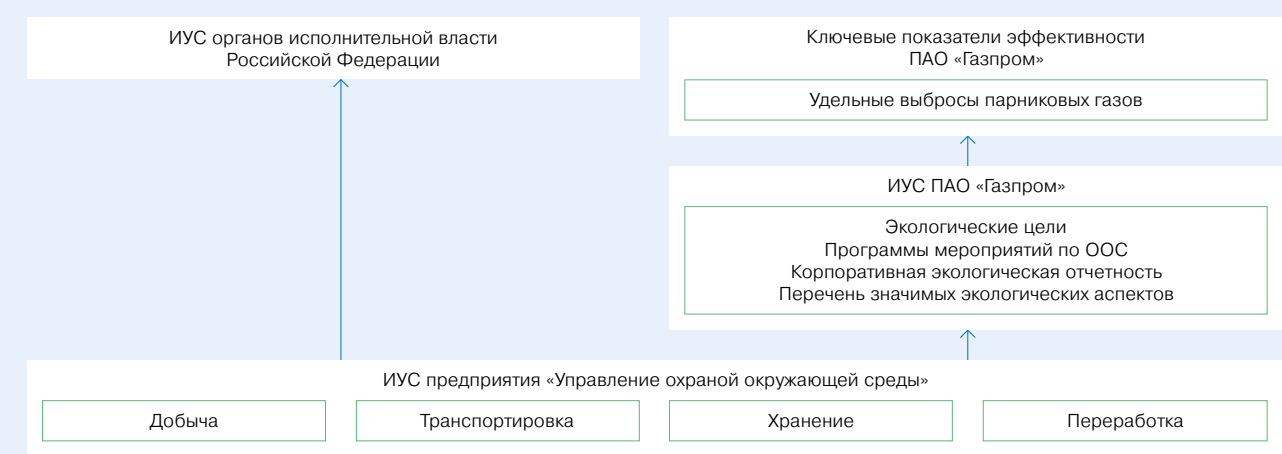 ИУС органов исполнительной власти
Российской Федерации
Ключевые показатели эффективности
ПАО «Газпром»
Удельные выбросы парниковых газов
ИУС ПАО «Газпром»
Экологические цели
Программы мероприятий по ООС
Корпоративная экологическая отчетность
Перечень значимых экологических аспектов
ИУС предприятия «Управление охраной окружающей среды»
Добыча
Транспортировка
Хранение
Переработка